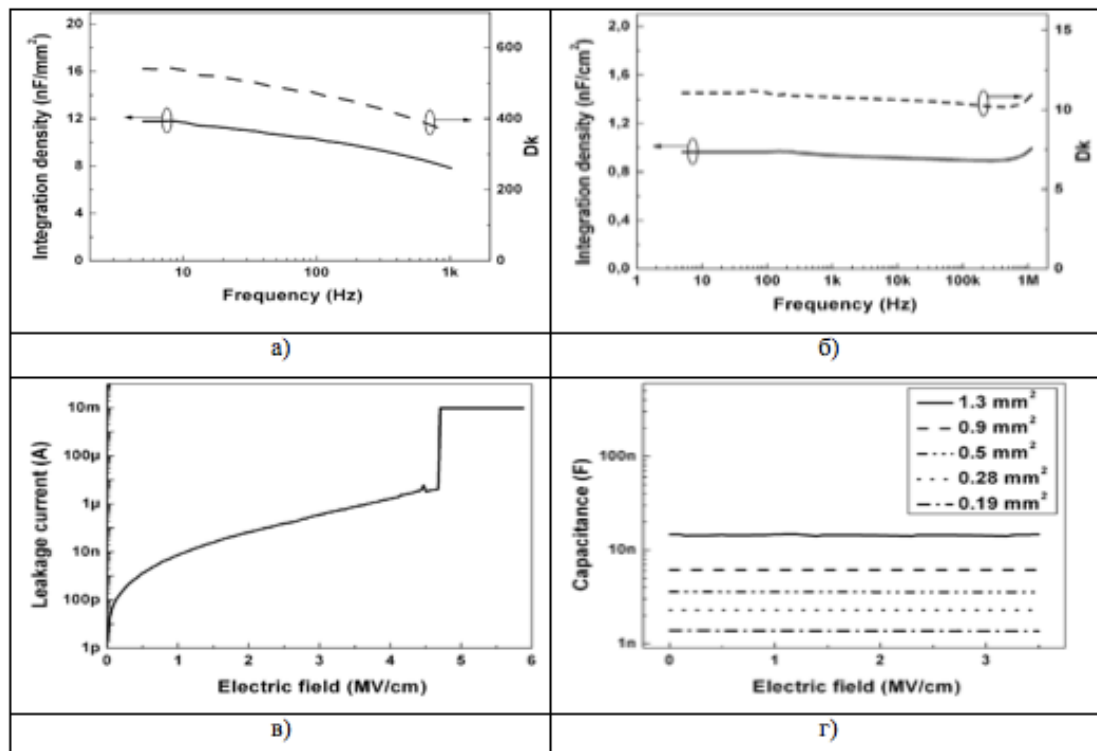 Integration density (nF/mm²)
20
16
12
8
4
0
600
400
200
0
Dk
10
100
1k
Frequency (Hz)
а)
Integration density (nF/cm²)
2,0
1,6
1,2
0,8
0,4
0,0
15
10
5
0
Dk
1
10
100
1k
10k
100k
1M
Frequency (Hz)
б)
Leakage current (A)
10m
100µ
1µ
10n
100p
1p
0
1
2
3
4
5
6
Electric field (MV/cm)
в)
Capacitance (F)
100n
10n
1n
1.3 mm²
0.9 mm²
0.5 mm²
0.28 mm²
0.19 mm²
0
1
2
3
Electric field (MV/cm)
г)